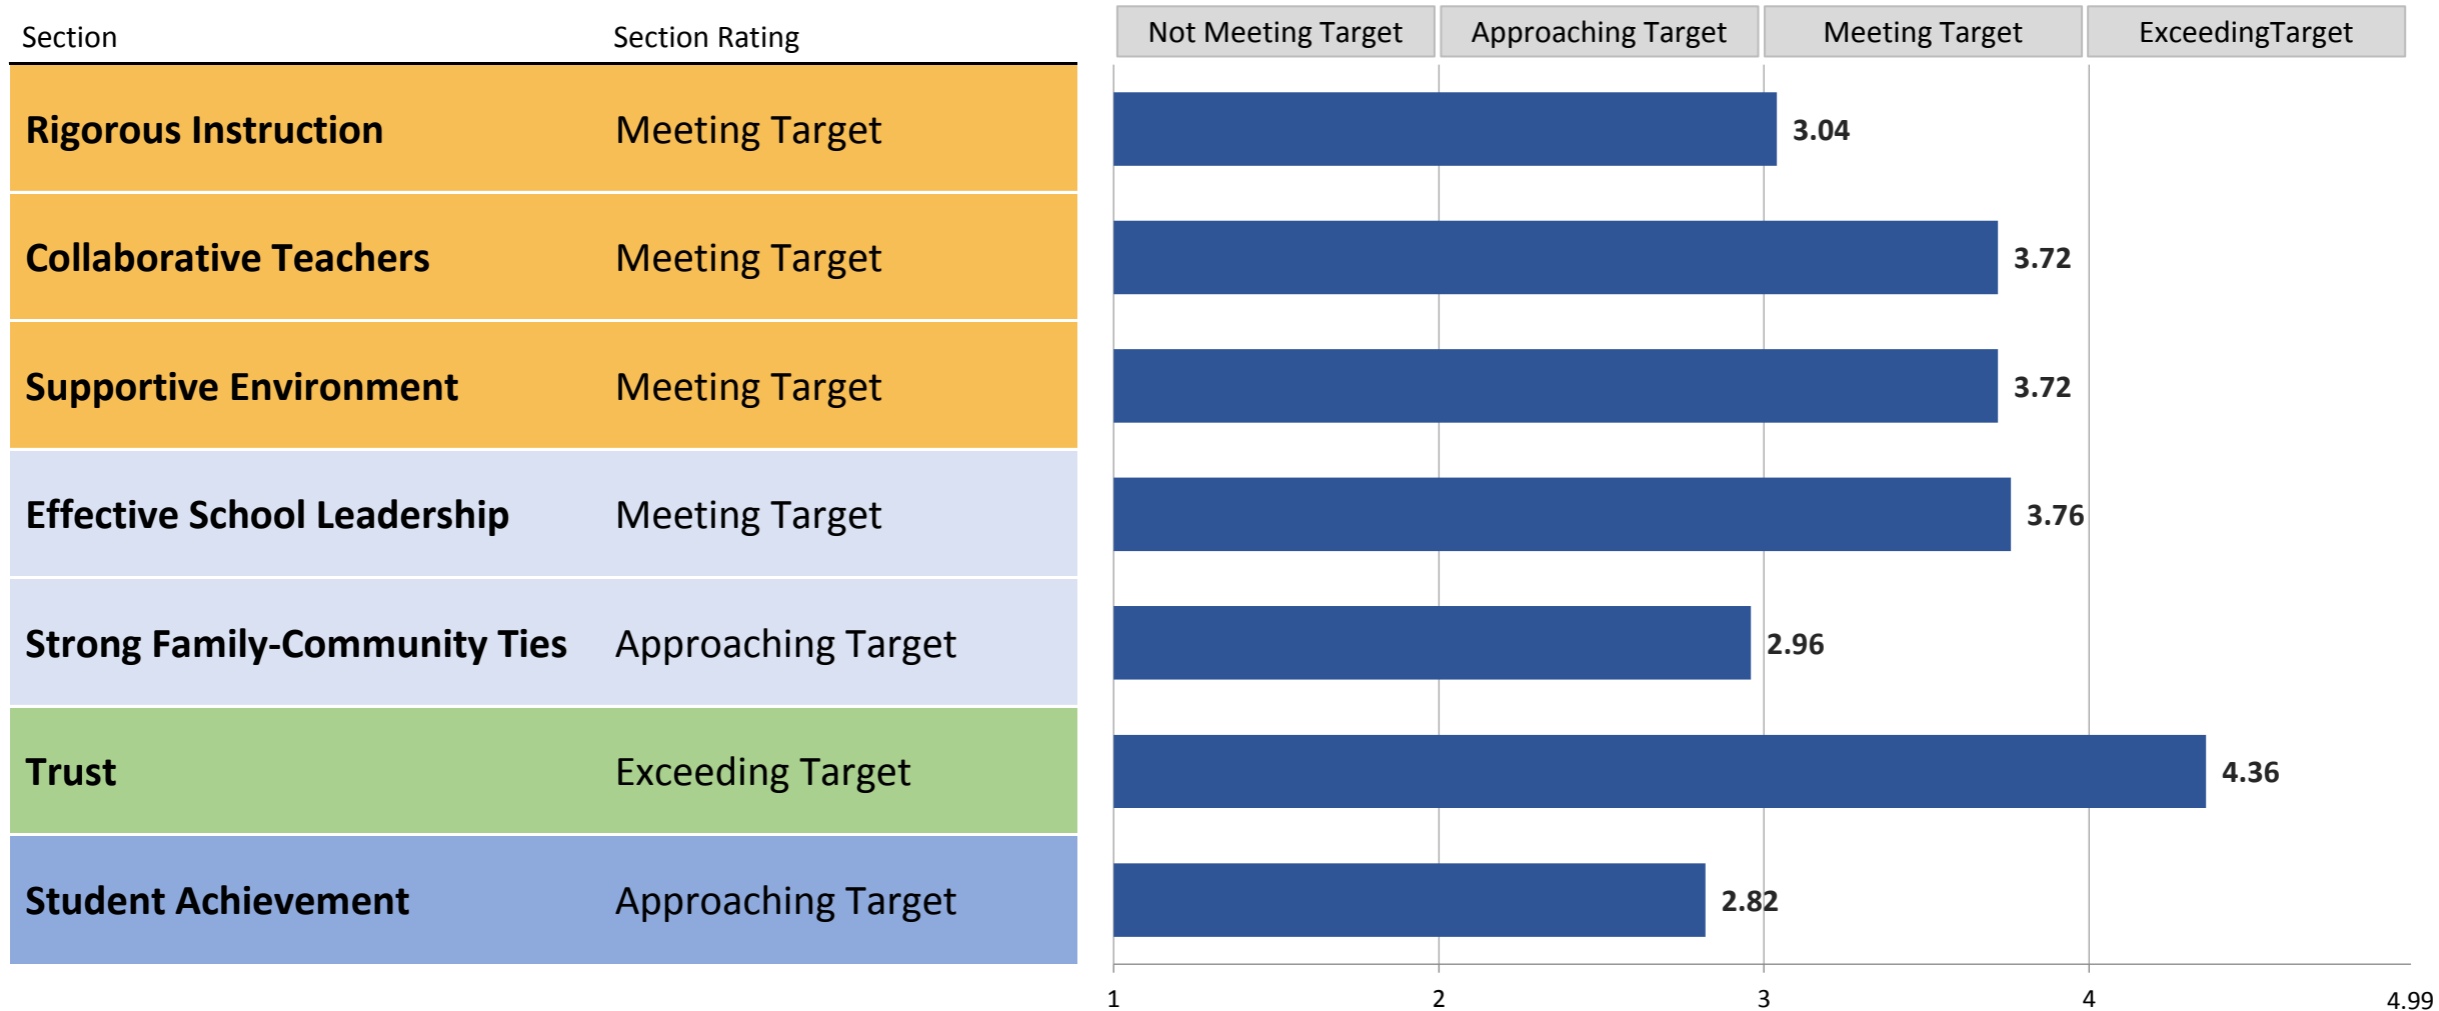 Section Section Rating Not Meeting Target Approaching Target Meeting Target ExceedingTarget
Rigorous Instruction Meeting Target 3.04
Collaborative Teachers Meeting Target 3.72
Supportive Environment Meeting Target 3.72
Effective School Leadership Meeting Target 3.76
Strong Family-Community Ties Approaching Target 2.96
Trust Exceeding Target 4.36
Student Achievement Approaching Target 2.82
1 2 3 4 4.99